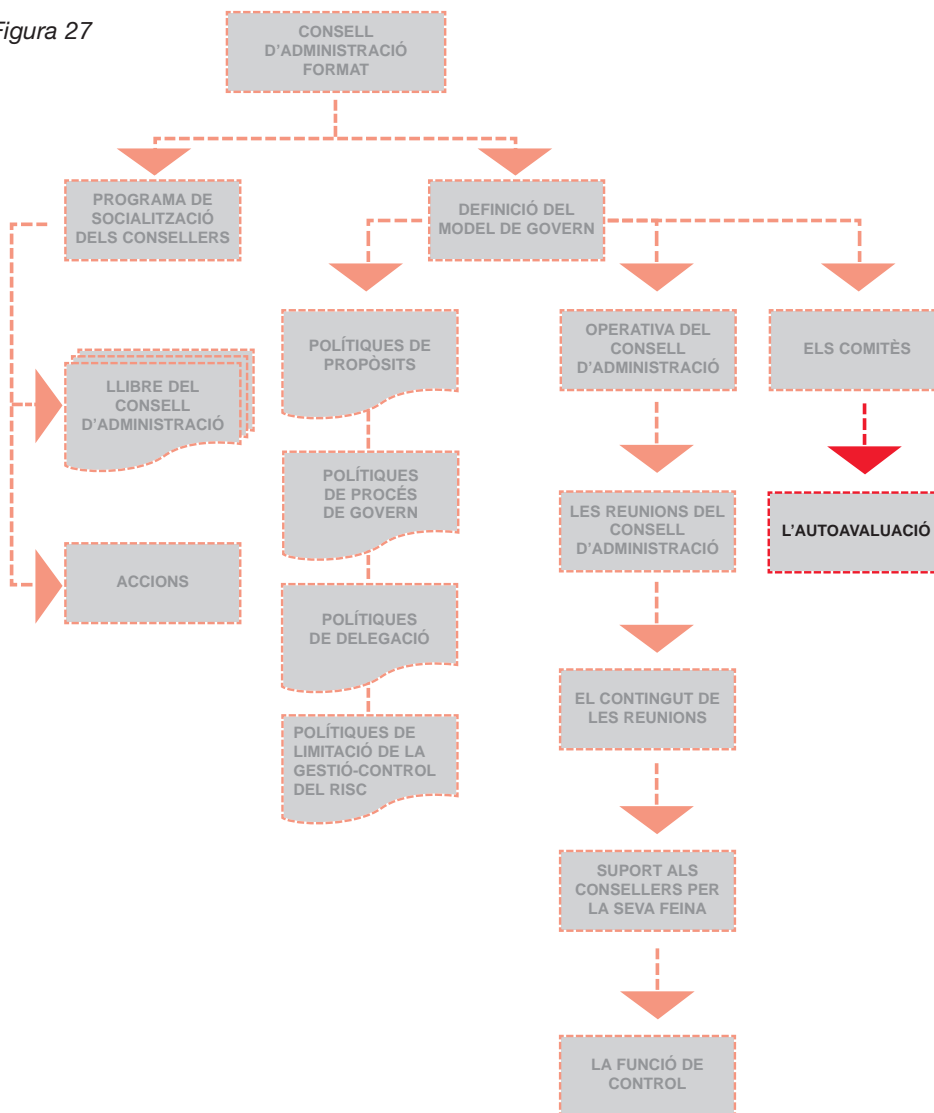 Figura 27
CONSELL
D’ADMINISTRACIÓ
FORMAT
PROGRAMA DE
SOCIALITZACIÓ
DELS CONSELLERS
DEFINICIÓ DEL
MODEL DE GOVERN
LLIBRE DEL
CONSELL
D’ADMINISTRACIÓ
ACCIONS
POLÍTIQUES DE
PROPÒSITS
POLÍTIQUES
DE PROCÉS
DE GOVERN
POLÍTIQUES
DE DELEGACIÓ
POLÍTIQUES DE
LIMITACIÓ DE LA
GESTIÓ-CONTROL
DEL RISC
OPERATIVA DEL
CONSELL
D’ADMINISTRACIÓ
LES REUNIONS DEL
CONSELL
D’ADMINISTRACIÓ
EL CONTINGUT DE
LES REUNIONS
SUPORT ALS
CONSELLERS PER
LA SEVA FEINA
LA FUNCIÓ DE
CONTROL
ELS COMITÈS
L’AUTOAVALUACIÓ